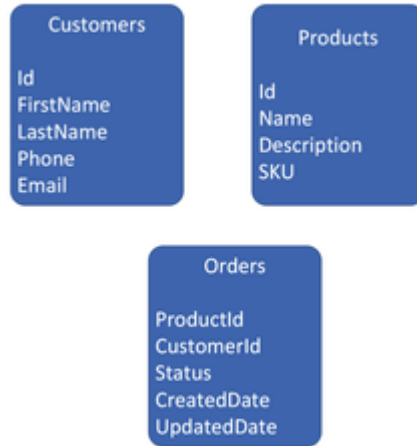 Customers
Id
FirstName
LastName
Phone
Email
Products
Id
Name
Description
SKU
Orders
ProductId
CustomerId
Status
CreatedDate
UpdatedDate